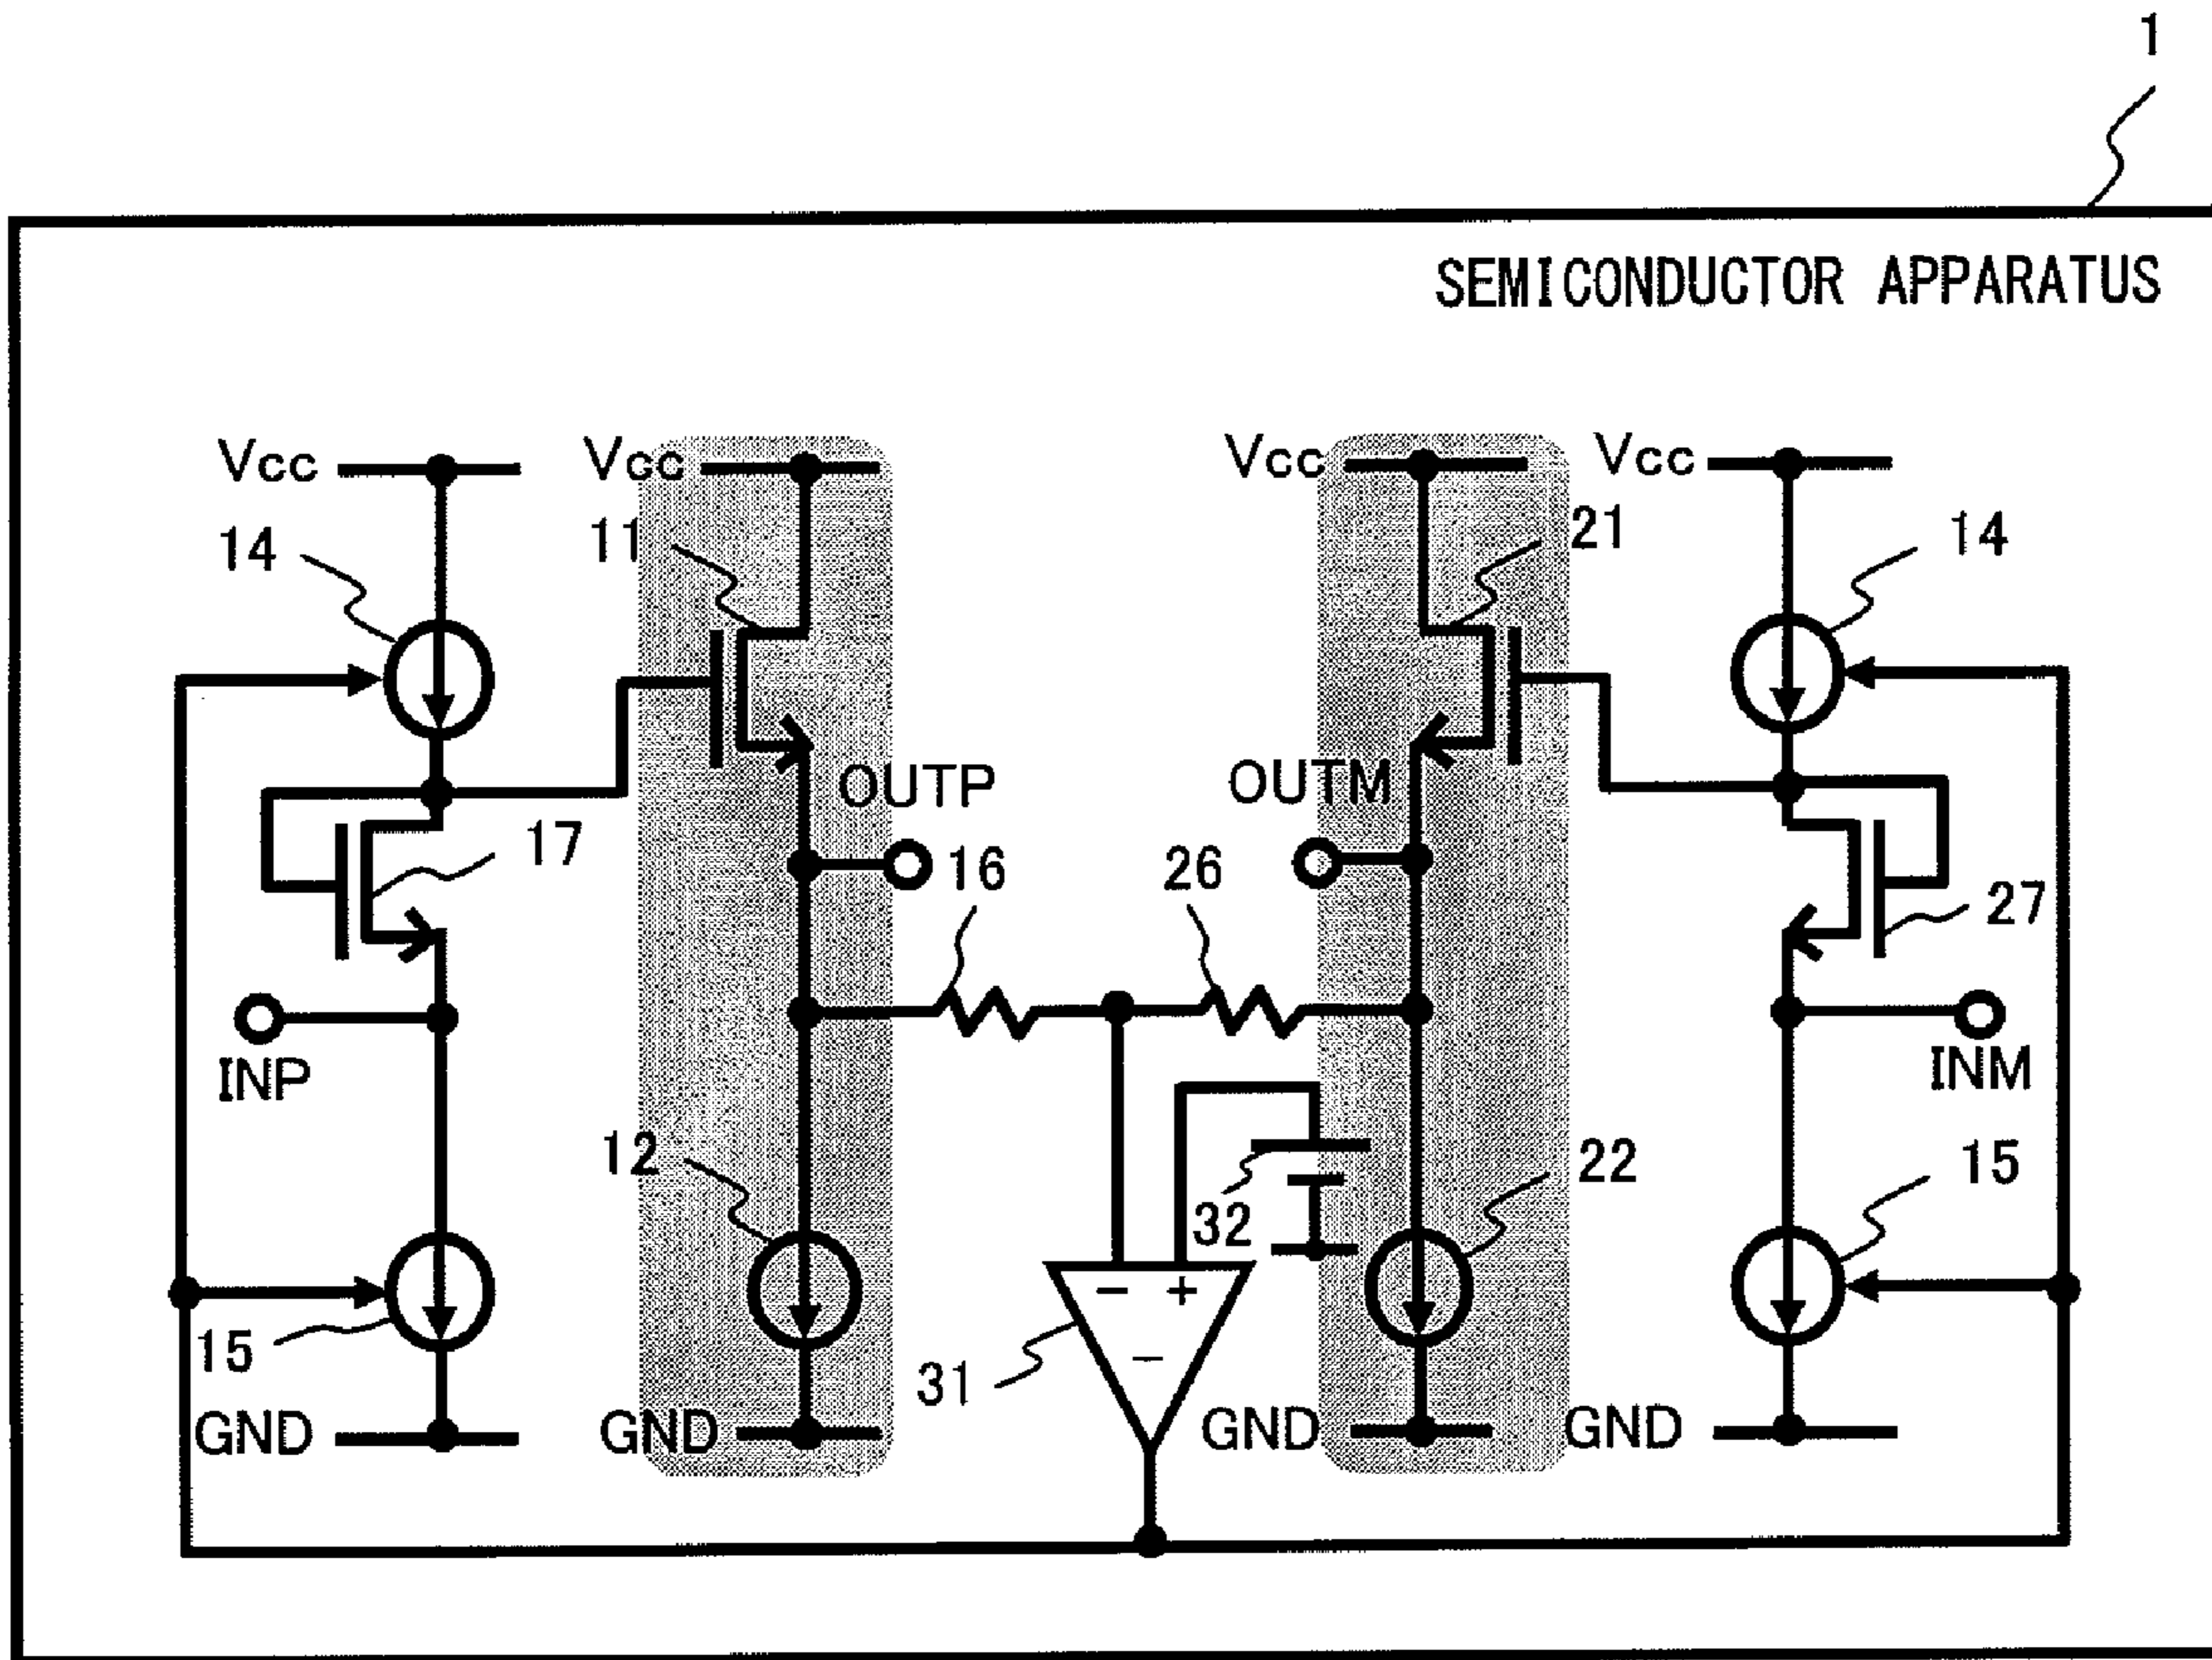 1
SEMICONDUCTOR APPARATUS
Vcc Vcc Vcc Vcc
14 11 21 14
OUTP OUTM
17 16 26 27
INP INM
12 32 22 15
15 31 − + −
GND GND GND GND